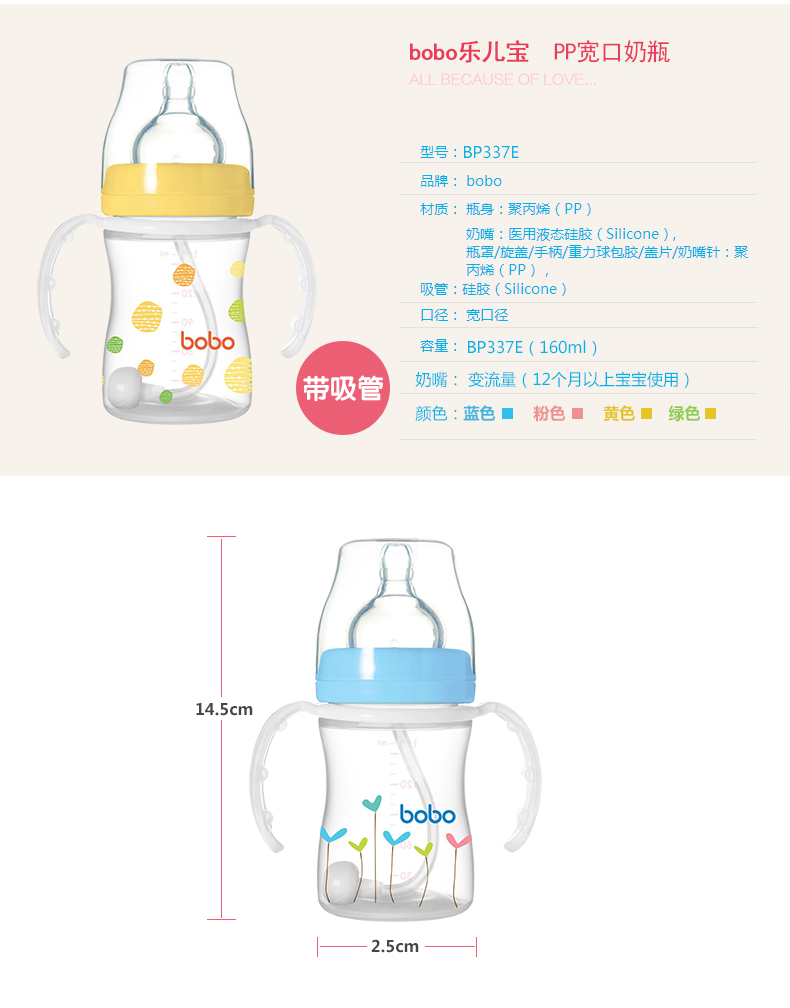 bobo乐儿宝 PP宽口奶瓶
ALL BECAUSE OF LOVE...
型号：BP337E
品牌： bobo
材质： 瓶身：聚丙烯（PP）
奶嘴：医用液态硅胶（Silicone），
瓶罩/旋盖/手柄/重力球包胶/盖片/奶嘴针：聚
丙烯（PP），
吸管：硅胶（Silicone）
口径： 宽口径
容量： BP337E（160ml）
奶嘴： 变流量（12个月以上宝宝使用）
颜色：蓝色 粉色 黄色 绿色
bobo
带吸管
14.5cm
bobo
2.5cm